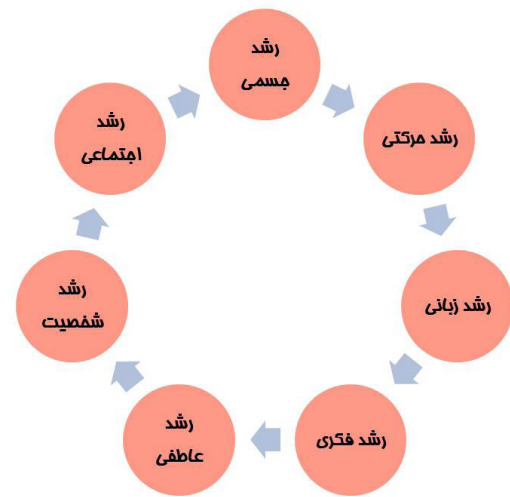 رشد
جسمی
رشد حرکتی
رشد زبانی
رشد فکری
رشد
عاطفی
رشد
شخصیت
رشد
اجتماعی